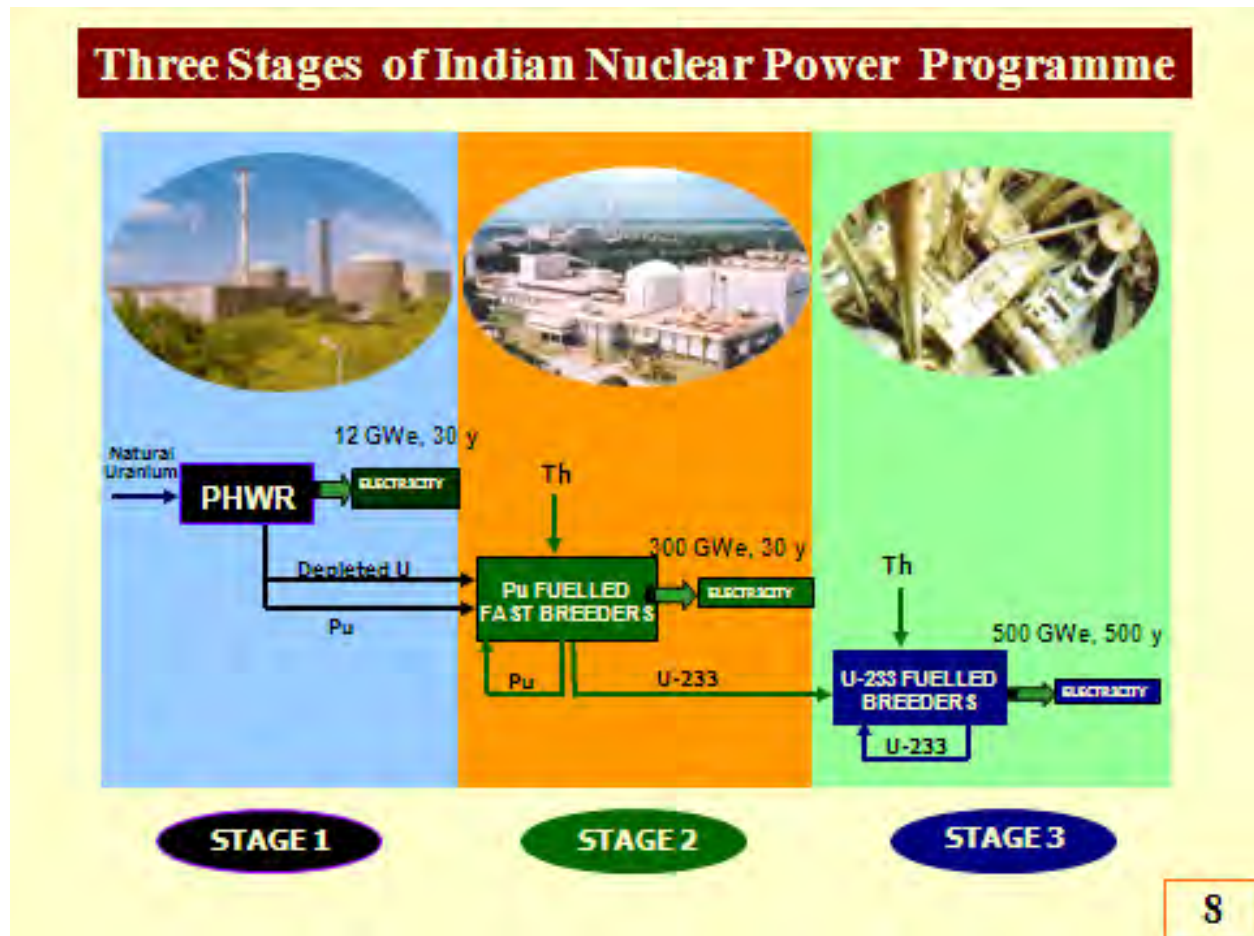 Three Stages of Indian Nuclear Power Programme
12 GWe, 30 y
Natural
Uranium
PHWR
ELECTRICITY
Th
Depleted U
Pu
300 GWe, 30 y
Pu FUELLED
FAST BREEDERS
ELECTRICITY
Pu
U-233
Th
500 GWe, 500 y
U-233 FUELLED
BREEDERS
ELECTRICITY
U-233
STAGE 1
STAGE 2
STAGE 3
8